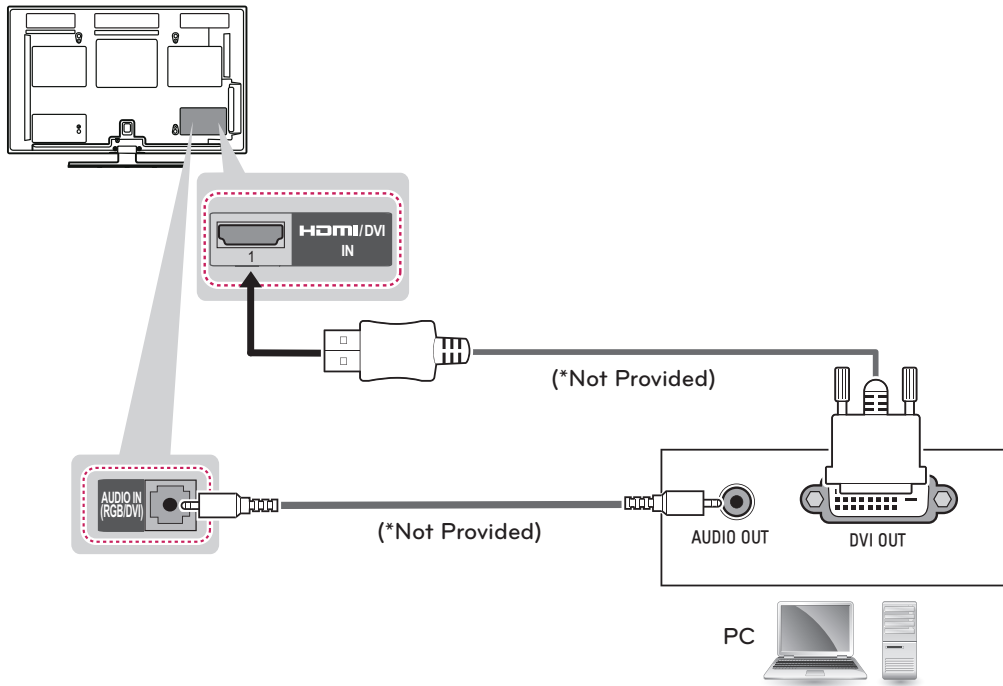 HDMI/DVI
IN
1
(*Not Provided)
AUDIO IN
(RGB/DVI)
(*Not Provided)
AUDIO OUT
DVI OUT
PC